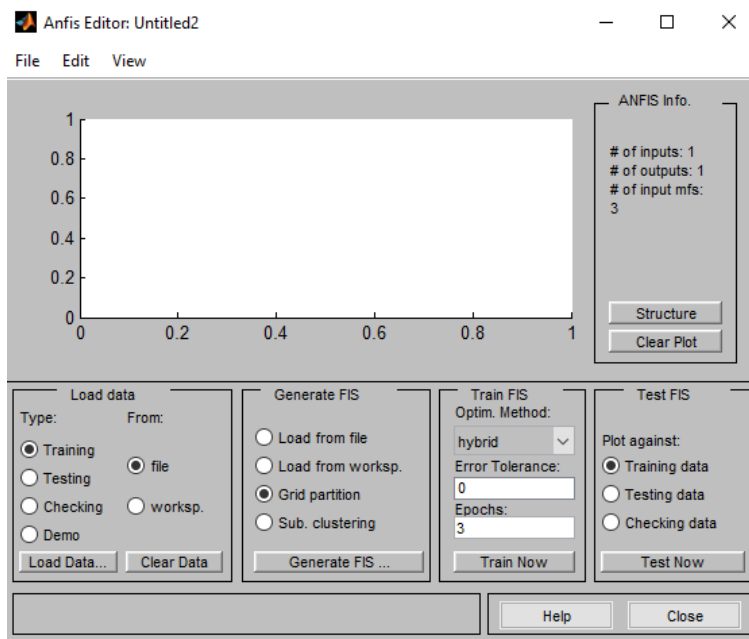 Anfis Editor: Untitled2
File Edit View
1
0.8
0.6
0.4
0.2
0
0 0.2 0.4 0.6 0.8 1
ANFIS Info.
# of inputs: 1
# of outputs: 1
# of input mfs:
3
Structure
Clear Plot
Load data
Type: From:
Training
Testing
Checking
Demo
file
worksp.
Load Data... Clear Data
Generate FIS
Load from file
Load from worksp.
Grid partition
Sub. clustering
Generate FIS ...
Train FIS
Optim. Method:
hybrid
Error Tolerance:
0
Epochs:
3
Train Now
Test FIS
Plot against:
Training data
Testing data
Checking data
Test Now
Help Close